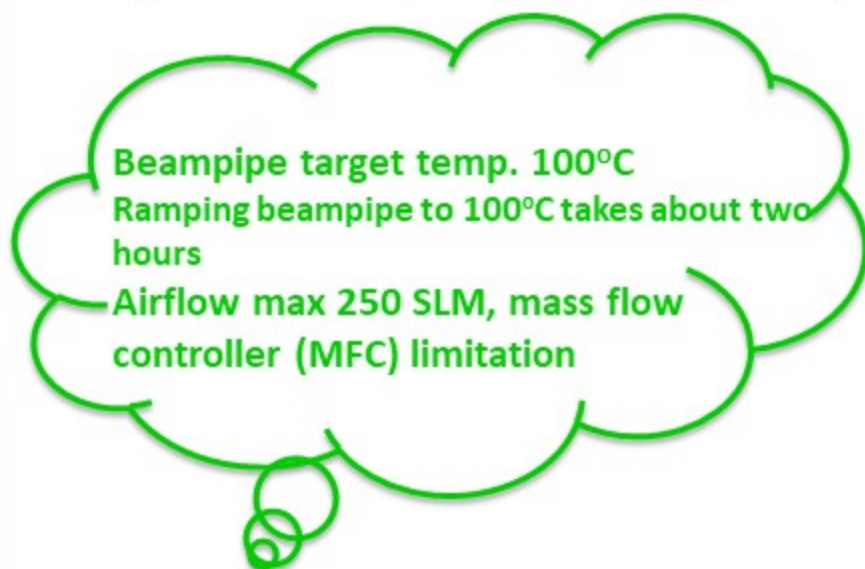 Beampipe target temp. 100°C
Ramping beampipe to 100°C takes about two
hours
Airflow max 250 SLM, mass flow
controller (MFC) limitation